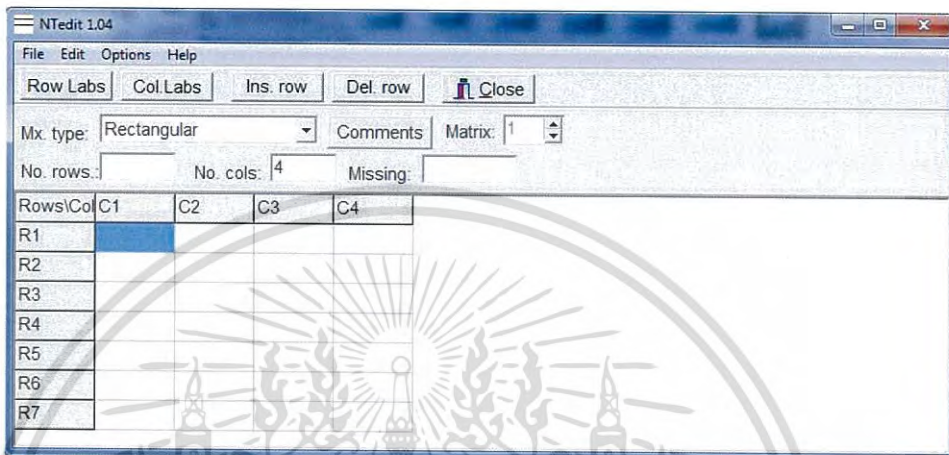 NTedit 1.04
File Edit Options Help
Row Labs Col.Labs Ins. row Del. row Close
Mx. type: Rectangular Comments Matrix: 1
No. rows.: No. cols: 4 Missing:
Rows\Col C1 C2 C3 C4
R1
R2
R3
R4
R5
R6
R7